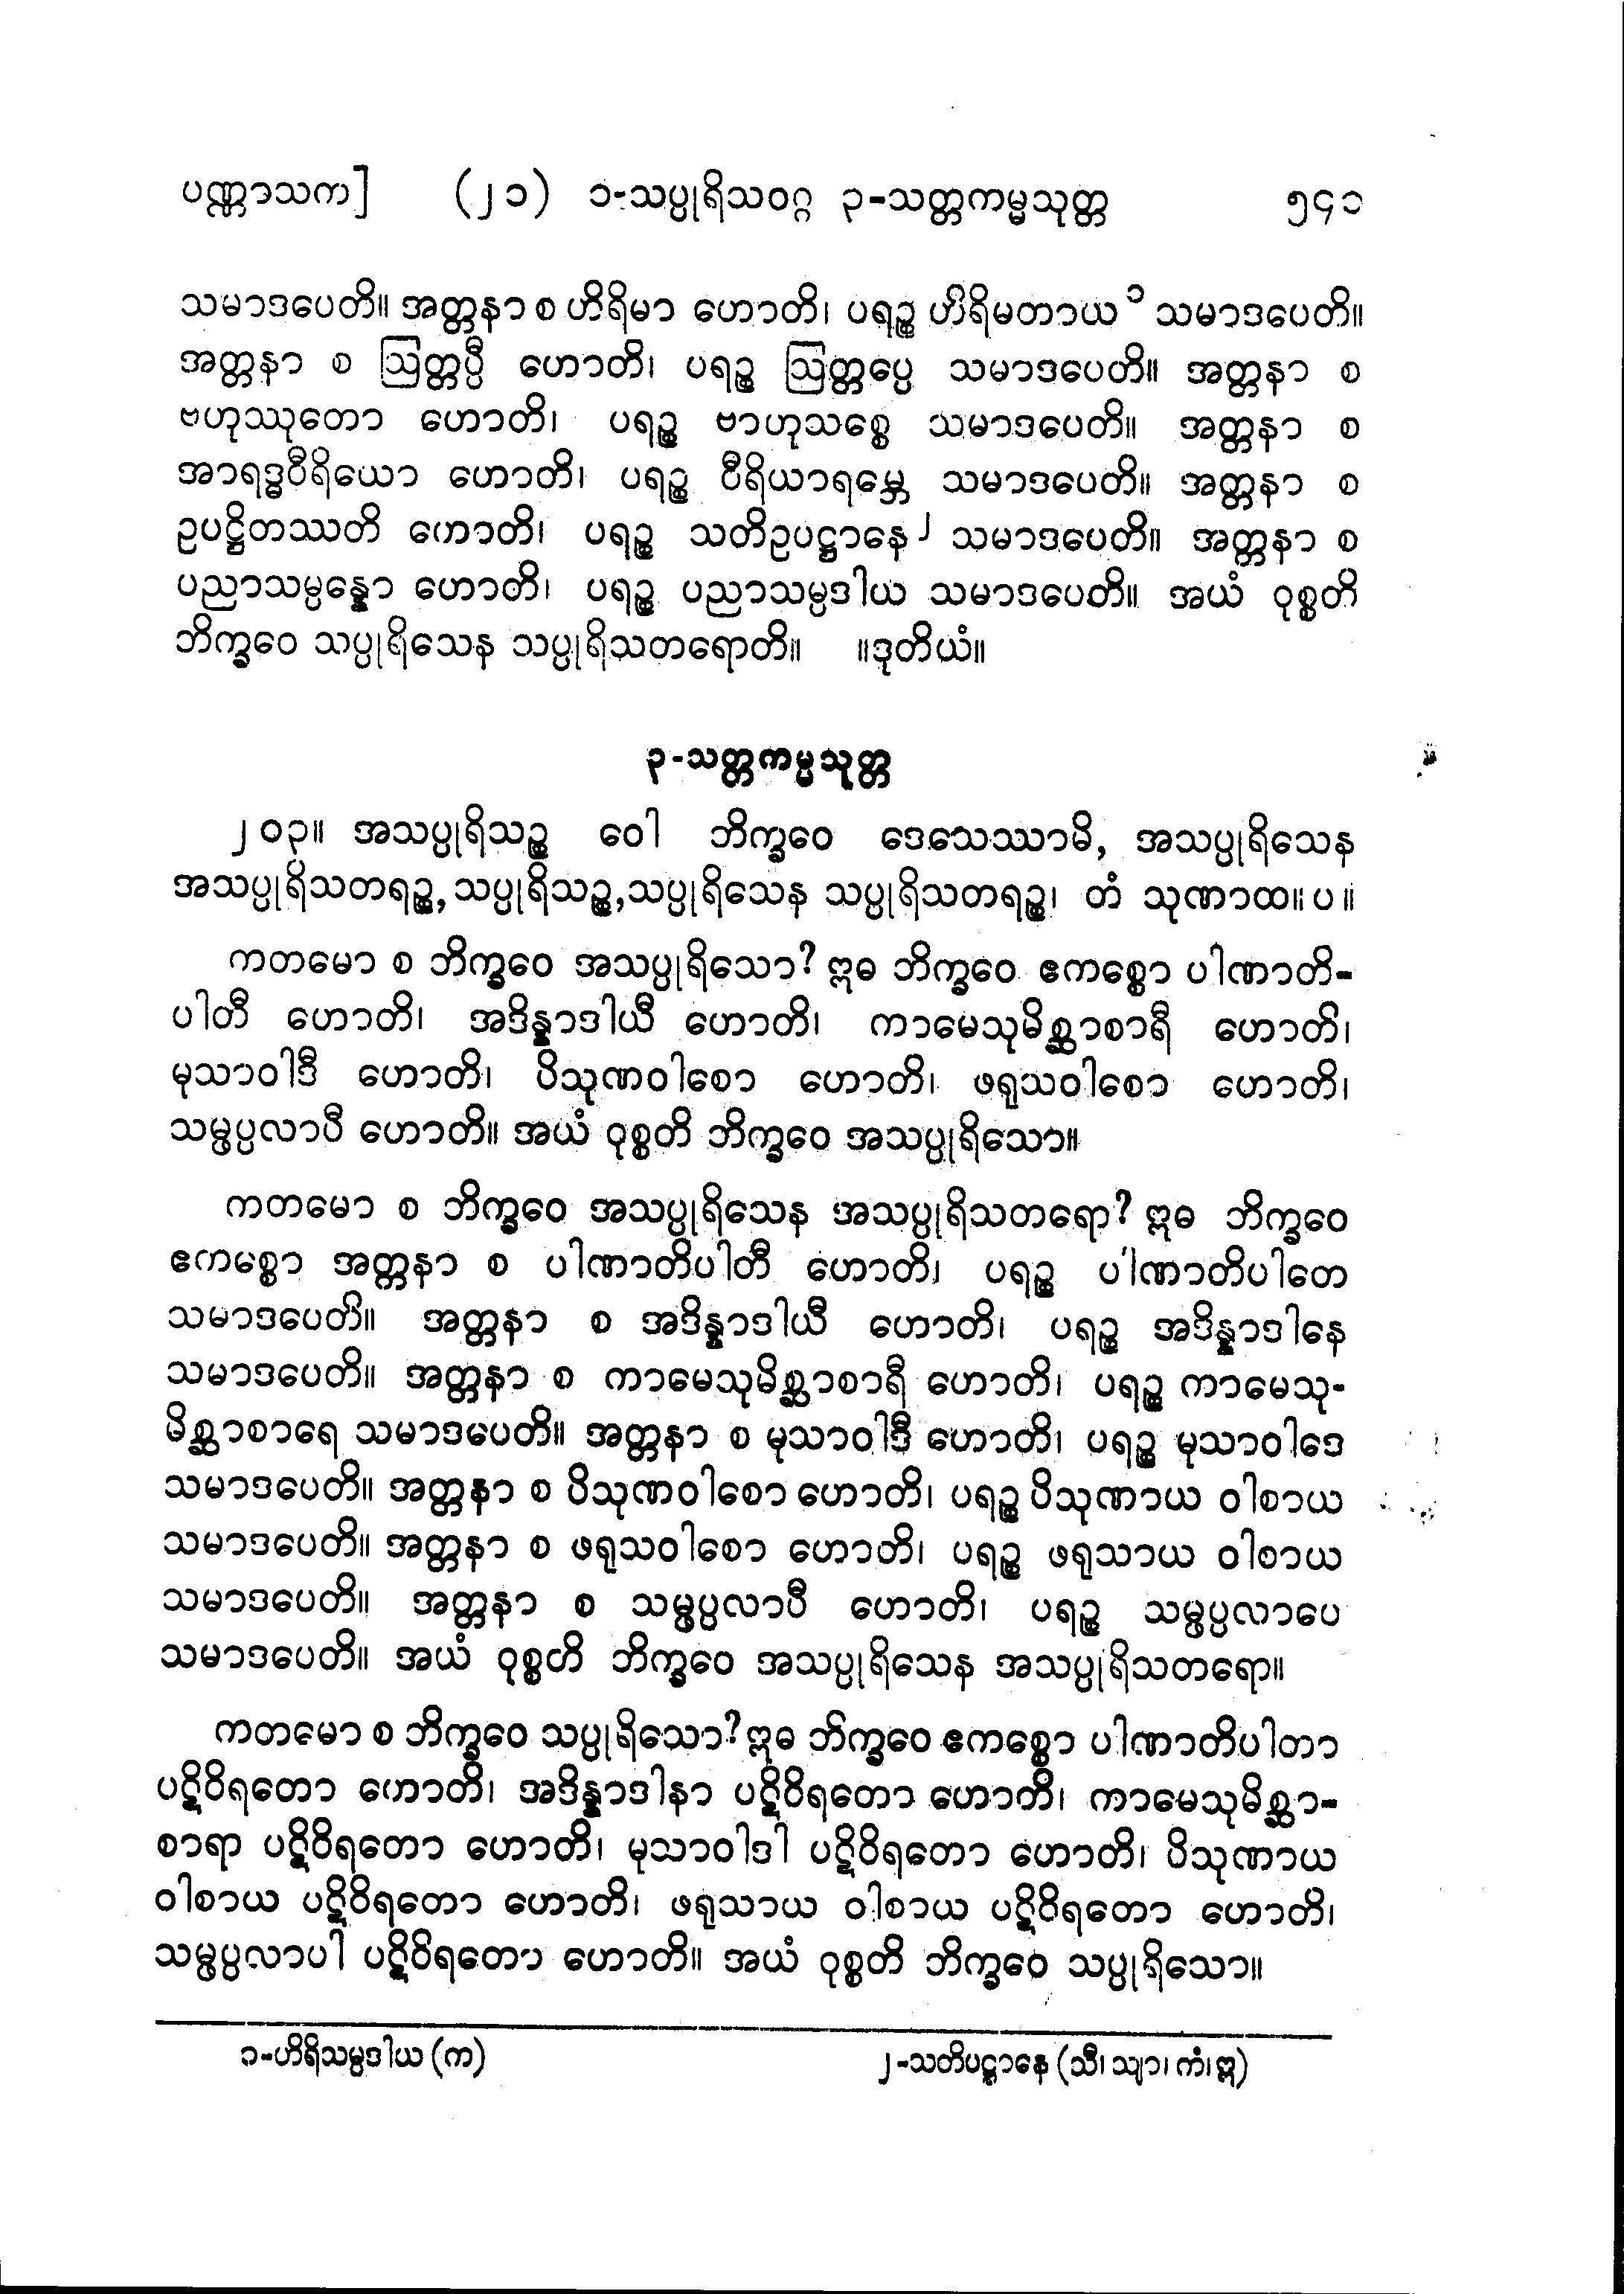 ပဏ္ဏာသက] (၂၁) ၁-သပ္ပုရိသဝဂ္ဂ ၃-သတ္တကမ္မသုတ္တ ၅၄၁
သမာဒပေတိ။ အတ္တနာ စ ဟိရိမာ ဟောတိ၊ ပရဉ္စ ဟိရိမတာယ ၁ သမာဒပေတိ။
အတ္တနာ စ ဩတ္တပ္ပီ ဟောတိ၊ ပရဉ္စ ဩတ္တပ္ပေ သမာဒပေတိ။ အတ္တနာ စ
ဗဟုဿုတော ဟောတိ၊ ပရဉ္စ ဗာဟုသစ္စေ သမာဒပေတိ။ အတ္တနာ စ
အာရဒ္ဓဝီရိယော ဟောတိ၊ ပရဉ္စ ဝီရိယာရမ္ဘေ သမာဒပေတိ။ အတ္တနာ စ
ဥပဋ္ဌိတဿတိ ဟောတိ၊ ပရဉ္စ သတိဥပဋ္ဌာနေ ၂ သမာဒပေတိ။ အတ္တနာ စ
ပညာသမ္ပန္နော ဟောတိ၊ ပရဉ္စ ပညာသမ္ပဒါယ သမာဒပေတိ။ အယံ ဝုစ္စတိ
ဘိက္ခဝေ သပ္ပုရိသေန သပ္ပုရိသတရောတိ။ ။ဒုတိယံ။
၃-သတ္တကမ္မသုတ္တ
၂၀၃။ အသပ္ပုရိသဉ္စ ဝေါ ဘိက္ခဝေ ဒေသေဿာမိ, အသပ္ပုရိသေန
အသပ္ပုရိသတရဉ္စ, သပ္ပုရိသဉ္စ, သပ္ပုရိသေန သပ္ပုရိသတရဉ္စ၊ တံ သုဏာထ။ ပ ။
ကတမော စ ဘိက္ခဝေ အသပ္ပုရိသော? ဣဓ ဘိက္ခဝေ ဧကစ္စော ပါဏာတိ-
ပါတီ ဟောတိ၊ အဒိန္နာဒါယီ ဟောတိ၊ ကာမေသုမိစ္ဆာစာရီ ဟောတိ၊
မုသာဝါဒီ ဟောတိ၊ ပိသုဏဝါစော ဟောတိ၊ ဖရုသဝါစော ဟောတိ၊
သမ္ဖပ္ပလာပီ ဟောတိ။ အယံ ဝုစ္စတိ ဘိက္ခဝေ အသပ္ပုရိသော။
ကတမော စ ဘိက္ခဝေ အသပ္ပုရိသေန အသပ္ပုရိသတရော? ဣဓ ဘိက္ခဝေ
ဧကစ္စော အတ္တနာ စ ပါဏာတိပါတီ ဟောတိ၊ ပရဉ္စ ပါဏာတိပါတေ
သမာဒပေတိ။ အတ္တနာ စ အဒိန္နာဒါယီ ဟောတိ၊ ပရဉ္စ အဒိန္နာဒါနေ
သမာဒပေတိ။ အတ္တနာ စ ကာမေသုမိစ္ဆာစာရီ ဟောတိ၊ ပရဉ္စ ကာမေသု-
မိစ္ဆာစာရေ သမာဒပေတိ။ အတ္တနာ စ မုသာဝါဒီ ဟောတိ၊ ပရဉ္စ မုသာဝါဒေ
သမာဒပေတိ။ အတ္တနာ စ ပိသုဏဝါစော ဟောတိ၊ ပရဉ္စ ပိသုဏာယ ဝါစာယ
သမာဒပေတိ။ အတ္တနာ စ ဖရုသဝါစော ဟောတိ၊ ပရဉ္စ ဖရုသာယ ဝါစာယ
သမာဒပေတိ။ အတ္တနာ စ သမ္ဖပ္ပလာပီ ဟောတိ၊ ပရဉ္စ သမ္ဖပ္ပလာပေ
သမာဒပေတိ။ အယံ ဝုစ္စတိ ဘိက္ခဝေ အသပ္ပုရိသေန အသပ္ပုရိသတရော။
ကတမော စ ဘိက္ခဝေ သပ္ပုရိသော? ဣဓ ဘိက္ခဝေ ဧကစ္စော ပါဏာတိပါတာ
ပဋိဝိရတော ဟောတိ၊ အဒိန္နာဒါနာ ပဋိဝိရတော ဟောတိ၊ ကာမေသုမိစ္ဆာ-
စာရာ ပဋိဝိရတော ဟောတိ၊ မုသာဝါဒါ ပဋိဝိရတော ဟောတိ၊ ပိသုဏာယ
ဝါစာယ ပဋိဝိရတော ဟောတိ၊ ဖရုသာယ ဝါစာယ ပဋိဝိရတော ဟောတိ၊
သမ္ဖပ္ပလာပါ ပဋိဝိရတော ဟောတိ။ အယံ ဝုစ္စတိ ဘိက္ခဝေ သပ္ပုရိသော။
၁-ဟိရိသမ္ပဒါယ (က) ၂-သတိပဋ္ဌာနေ (သီ၊ သျာ၊ ကံ၊ ဣ)